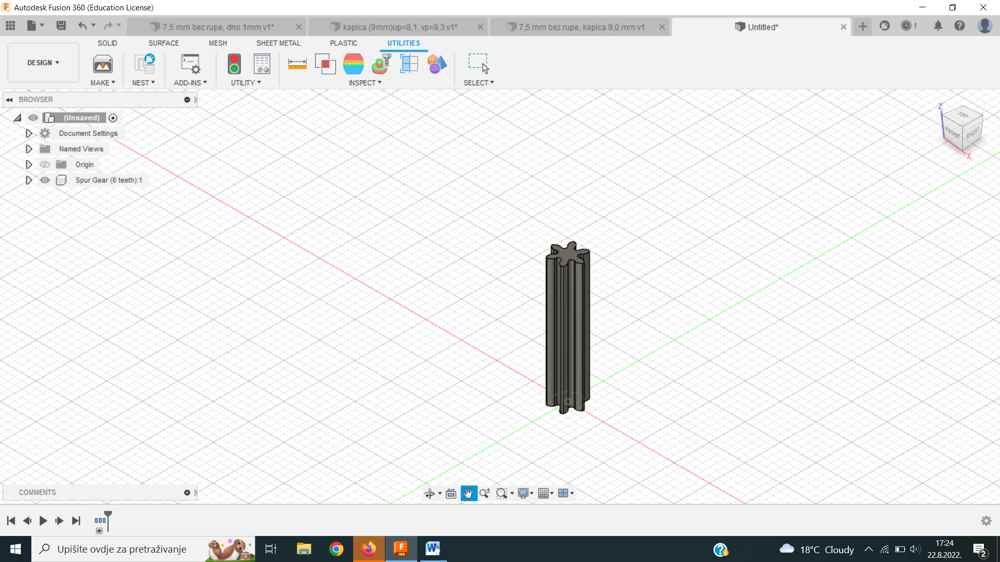 Autodesk Fusion 360 (Education License)
7,5 mm bez rupe, dno 1mm v1*
kapica (9mm)up=8,1, vp=9,3 v1*
7,5 mm bez rupe, kapica 9,0 mm v1
Untitled*
1
SOLID SURFACE MESH SHEET METAL PLASTIC UTILITIES
DESIGN
MAKE NEST ADD-INS UTILITY INSPECT SELECT
BROWSER
(Unsaved)
Document Settings
Named Views
Origin
Spur Gear (6 teeth):1
Z
TOP
FRONT
RIGHT
X
COMMENTS
Upišite ovdje za pretraživanje
F
360
W
18°C Cloudy
17:24
22.8.2022.
2